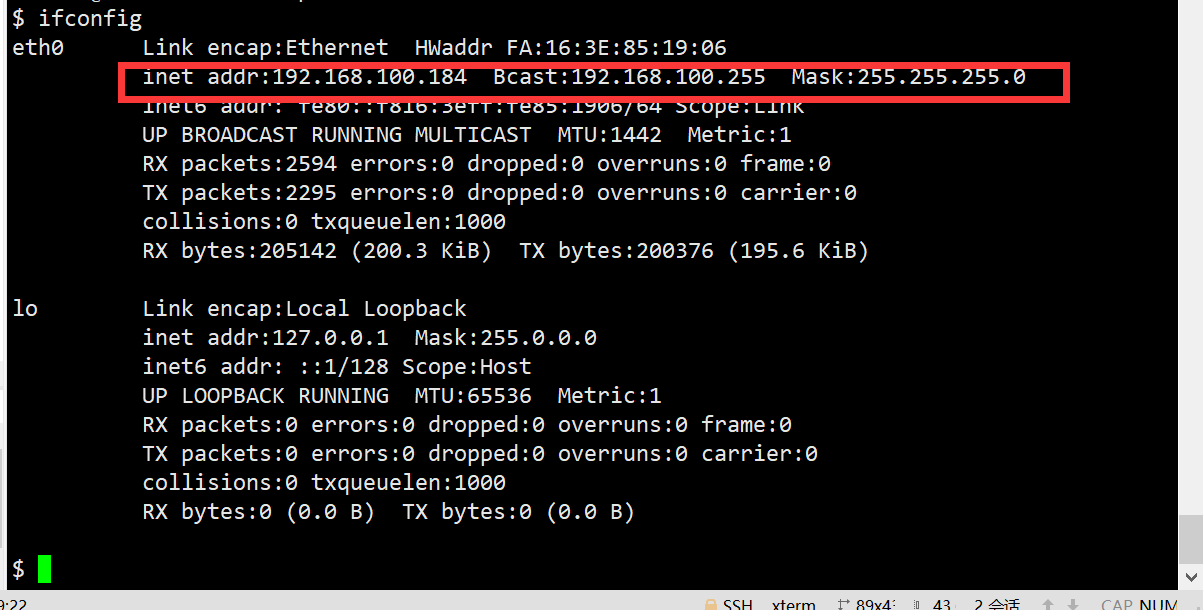 $ ifconfig
eth0 Link encap:Ethernet HWaddr FA:16:3E:85:19:06
inet addr:192.168.100.184 Bcast:192.168.100.255 Mask:255.255.255.0
inet6 addr: fe80::f816:3eff:fe85:1906/64 Scope:Link
UP BROADCAST RUNNING MULTICAST MTU:1442 Metric:1
RX packets:2594 errors:0 dropped:0 overruns:0 frame:0
TX packets:2295 errors:0 dropped:0 overruns:0 carrier:0
collisions:0 txqueuelen:1000
RX bytes:205142 (200.3 KiB) TX bytes:200376 (195.6 KiB)
lo Link encap:Local Loopback
inet addr:127.0.0.1 Mask:255.0.0.0
inet6 addr: ::1/128 Scope:Host
UP LOOPBACK RUNNING MTU:65536 Metric:1
RX packets:0 errors:0 dropped:0 overruns:0 frame:0
TX packets:0 errors:0 dropped:0 overruns:0 carrier:0
collisions:0 txqueuelen:1000
RX bytes:0 (0.0 B) TX bytes:0 (0.0 B)
$
9:22 SSH xterm 43 2 会话 CAP NUM